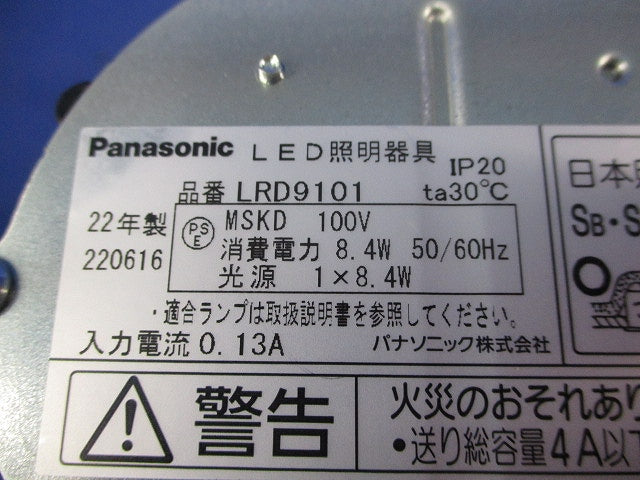 Panasonic LED照明器具 IP20
品番 LRD9101 ta30℃
22年製
220616
PSE
MSKD 100V
消費電力 8.4W 50/60Hz
光源 1×8.4W
・適合ランプは取扱説明書を参照してください。
入力電流 0.13A パナソニック株式会社
日本
SB・S
警告
火災のおそれあり
・送り総容量4A以下